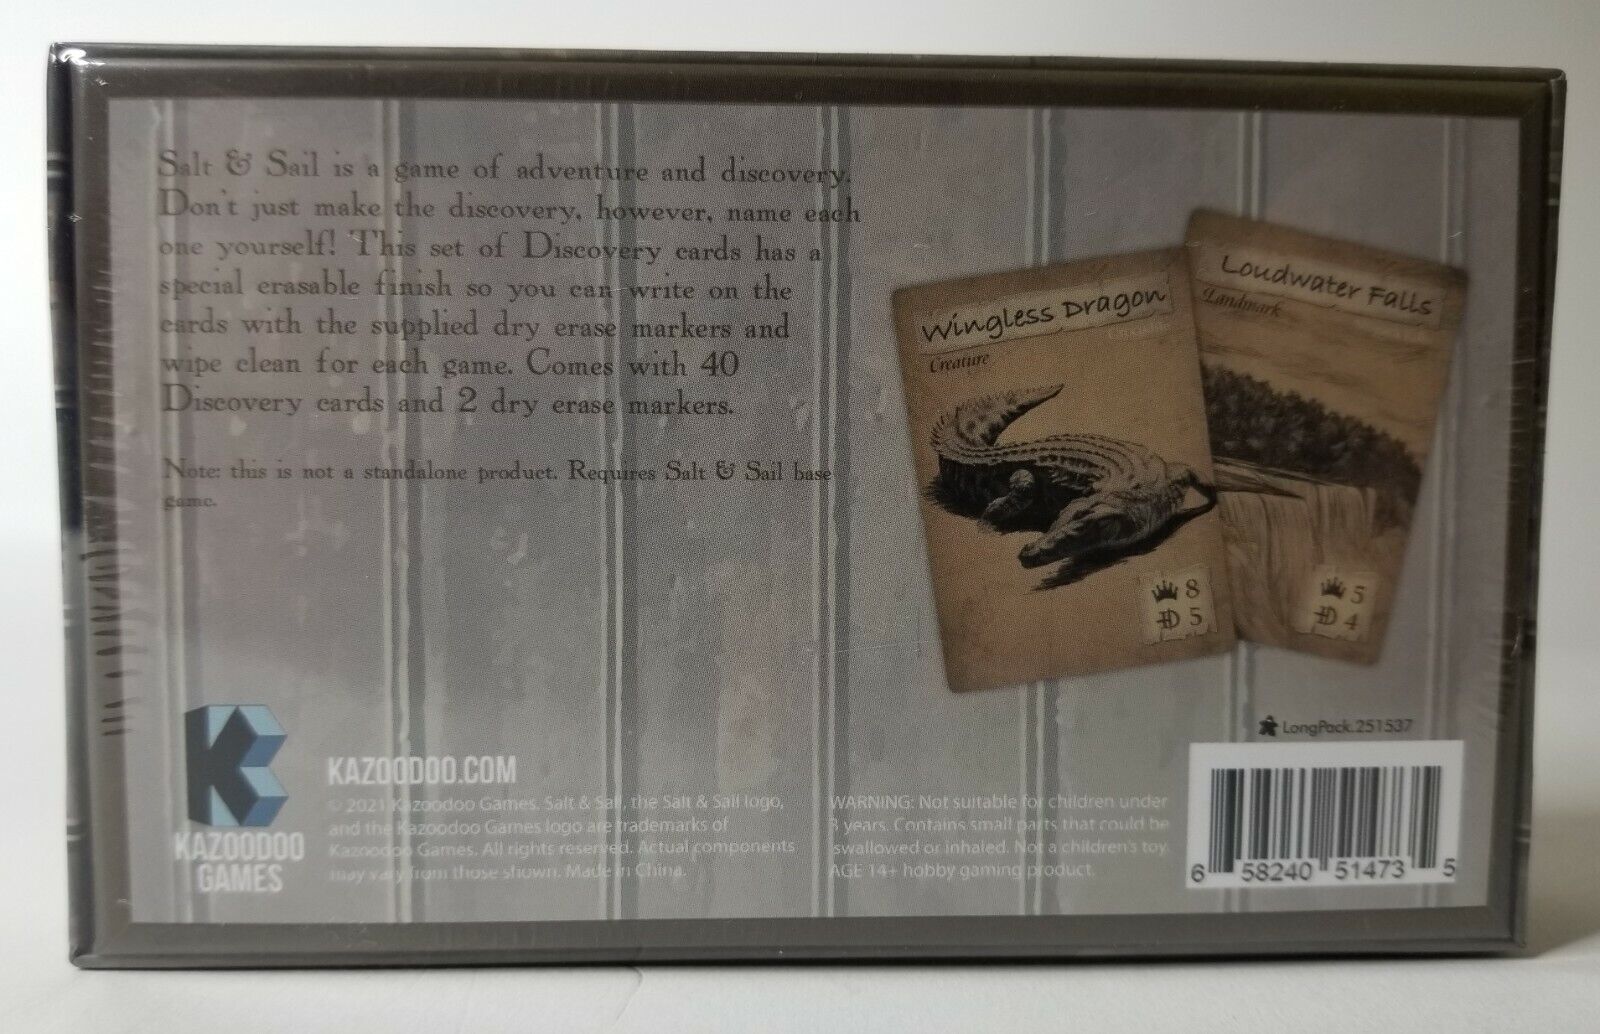 Salt & Sail is a game of adventure and discovery.
Don't just make the discovery, however, name each
one yourself! This set of Discovery cards has a
special erasable finish so you can write on the
cards with the supplied dry erase markers and
wipe clean for each game. Comes with 40
Discovery cards and 2 dry erase markers.
Note: this is not a standalone product. Requires Salt & Sail base
game.
Wingless Dragon
Creature
8
5
Loudwater Falls
Landmark
5
4
LongPack.251537
KAZOODOO
GAMES
KAZOODOO.COM
© 2021 Kazoodoo Games. Salt & Sail, the Salt & Sail logo,
and the Kazoodoo Games logo are trademarks of
Kazoodoo Games. All rights reserved. Actual components
may vary from those shown. Made in China.
WARNING: Not suitable for children under
3 years. Contains small parts that could be
swallowed or inhaled. Not a children's toy.
AGE 14+ hobby gaming product.
6 58240 51473 5